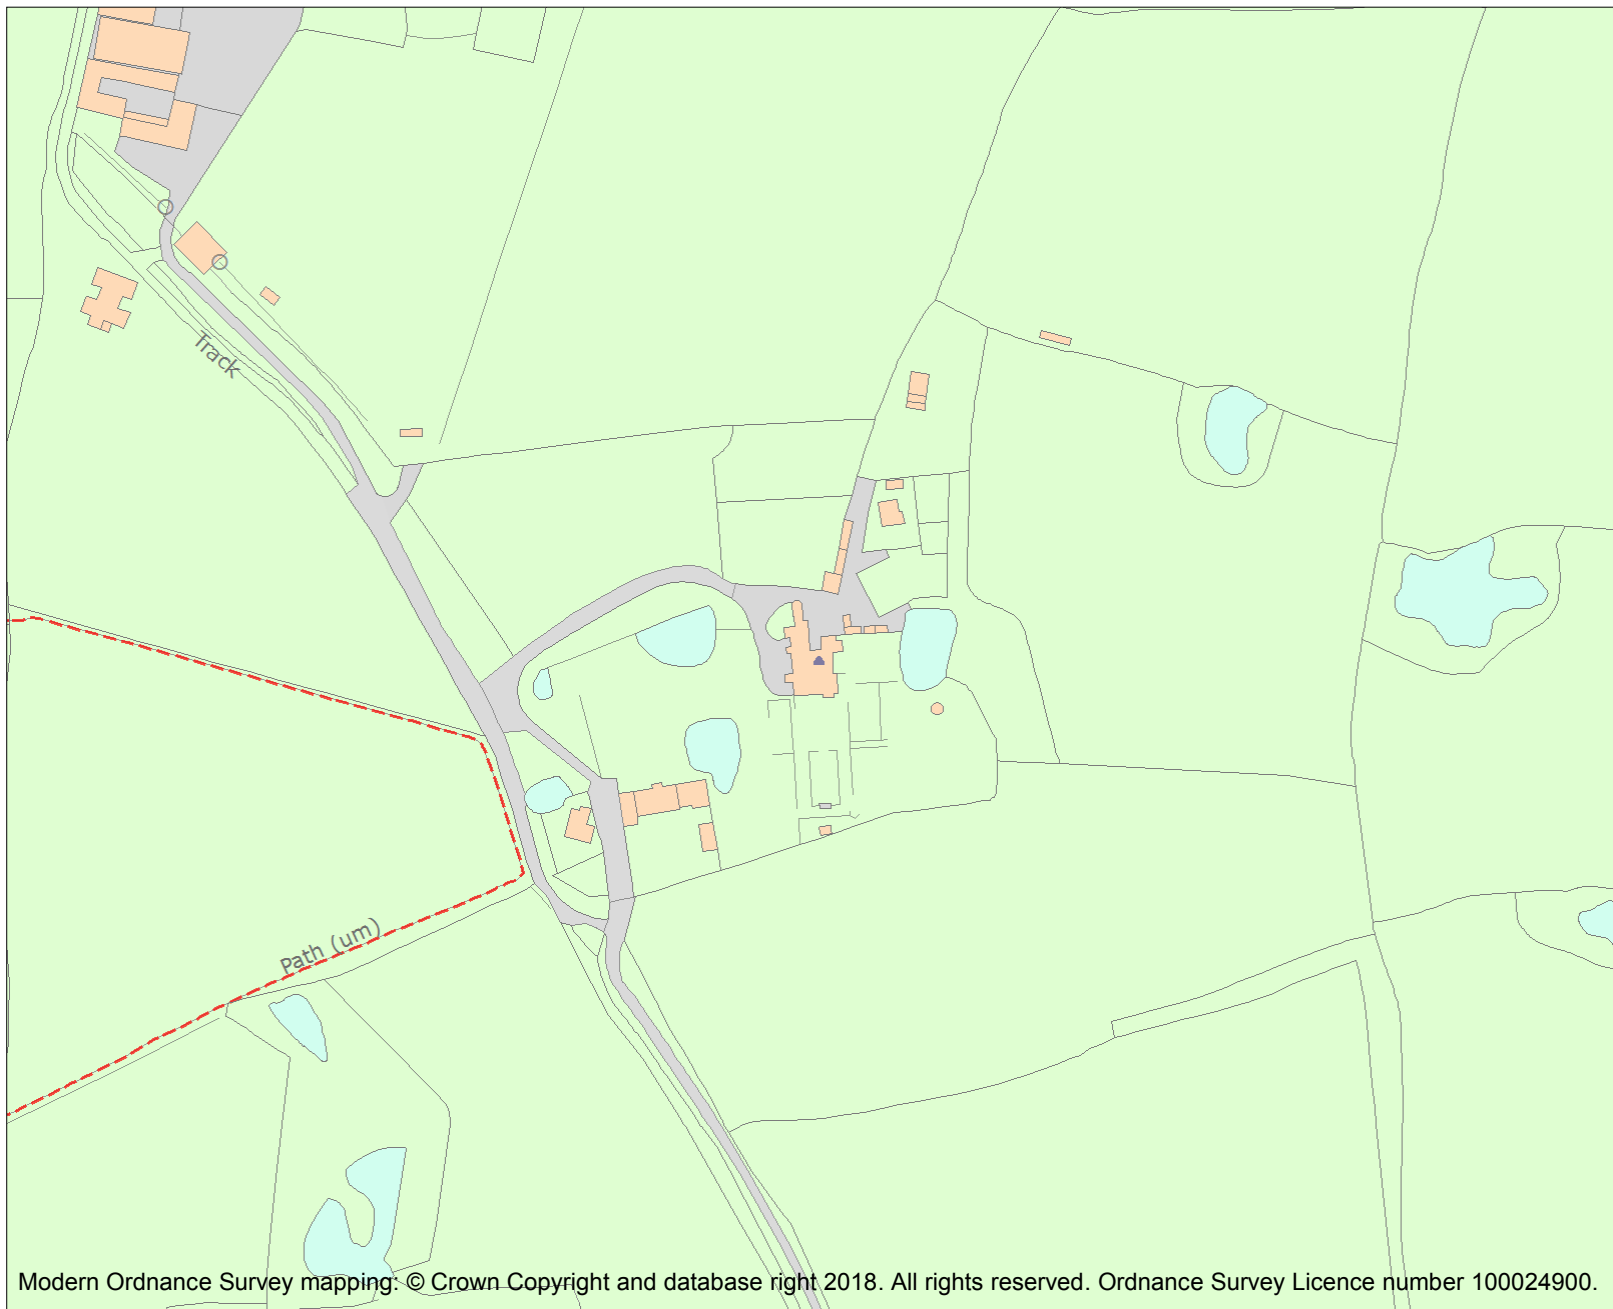 Track
Path (um)
Modern Ordnance Survey mapping: © Crown Copyright and database right 2018. All rights reserved. Ordnance Survey Licence number 100024900.